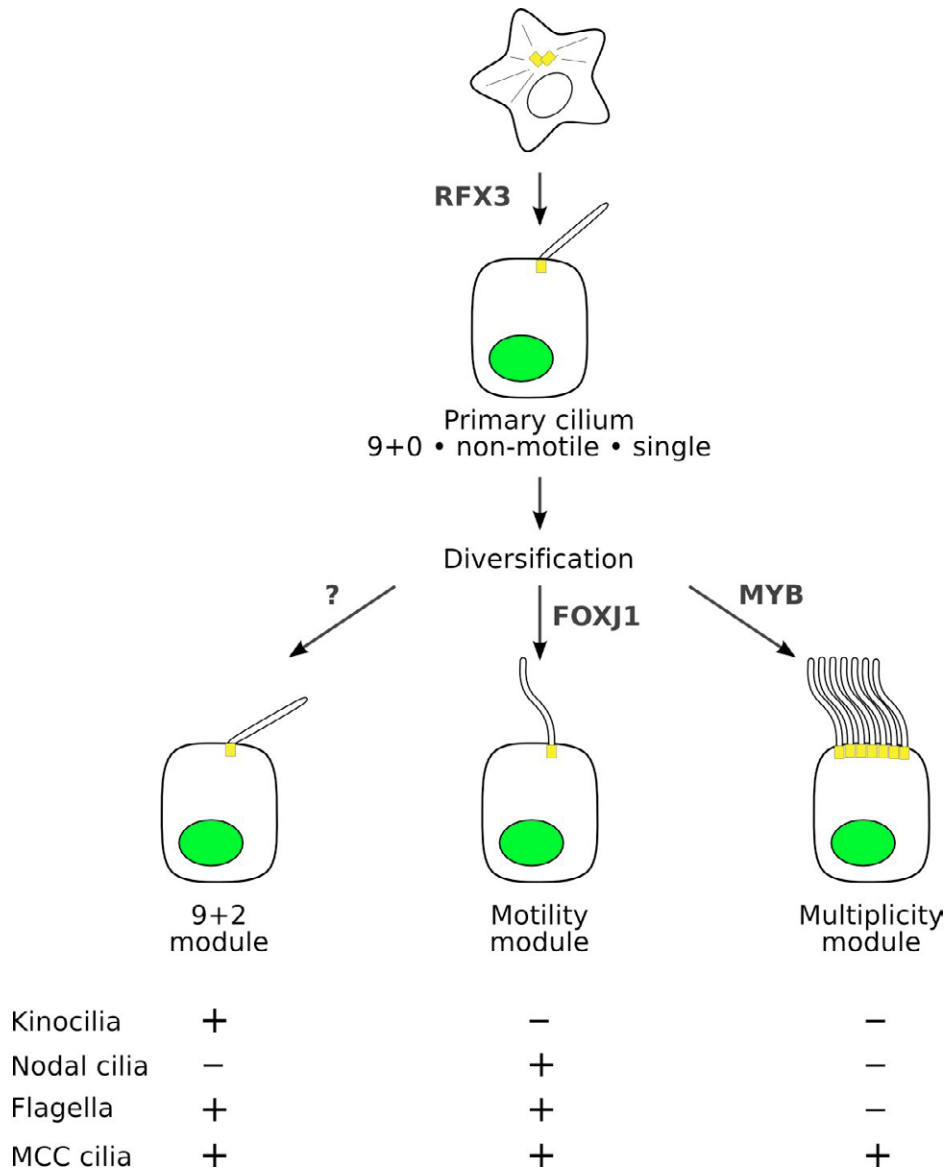 RFX3
Primary cilium
9+0 • non-motile • single
Diversification
?
FOXJ1
MYB
9+2
module
Motility
module
Multiplicity
module
Kinocilia + − −
Nodal cilia − + −
Flagella + + −
MCC cilia + + +